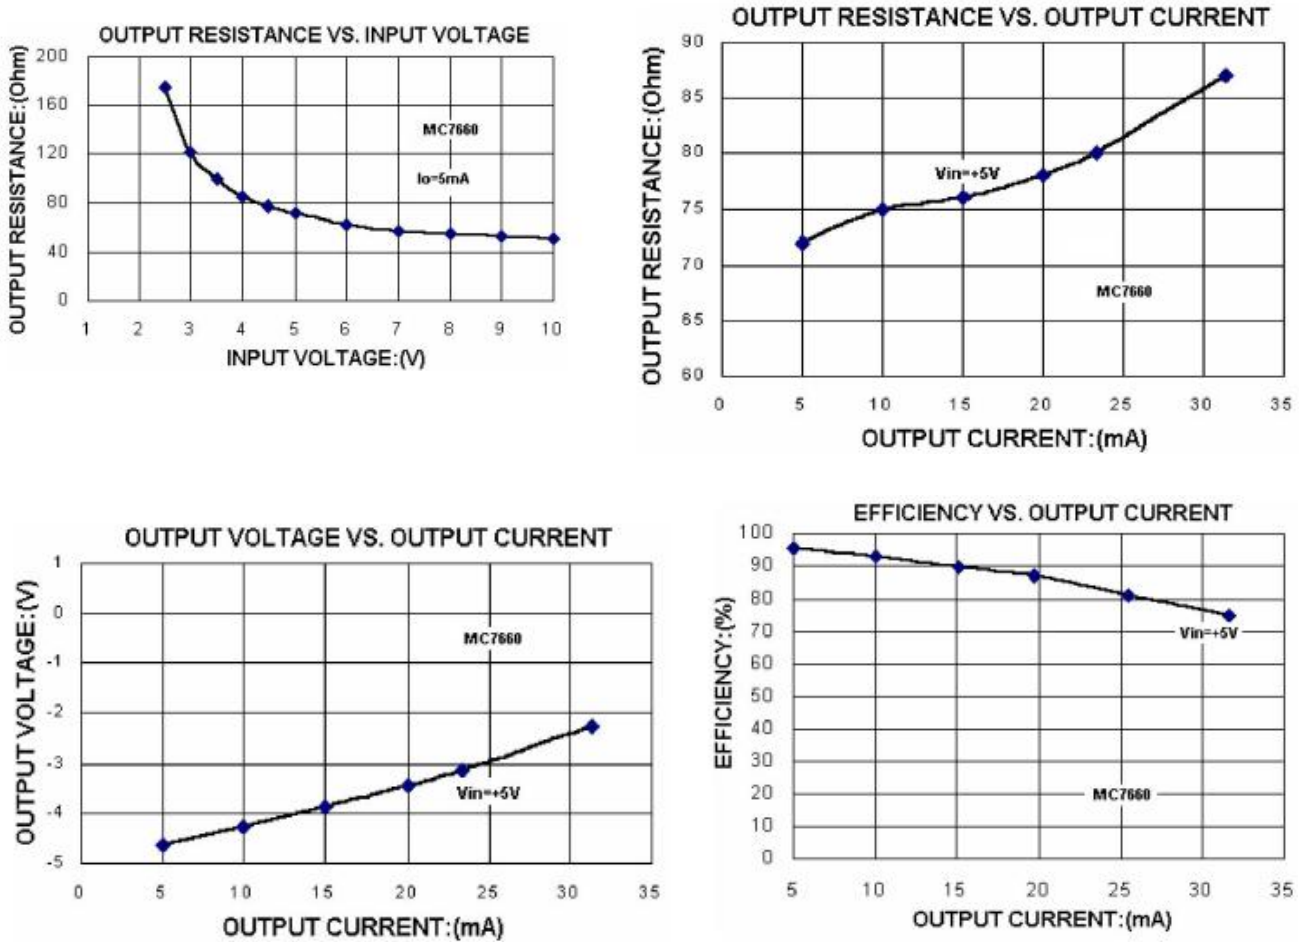 OUTPUT RESISTANCE VS. INPUT VOLTAGE
OUTPUT RESISTANCE:(Ohm)
200
160
120
80
40
0
MC7660
Io=5mA
1 2 3 4 5 6 7 8 9 10
INPUT VOLTAGE:(V)
OUTPUT RESISTANCE VS. OUTPUT CURRENT
OUTPUT RESISTANCE:(Ohm)
90
85
80
75
70
65
60
Vin=+5V
MC7660
0 5 10 15 20 25 30 35
OUTPUT CURRENT:(mA)
OUTPUT VOLTAGE VS. OUTPUT CURRENT
OUTPUT VOLTAGE:(V)
1
0
-1
-2
-3
-4
-5
MC7660
Vin=+5V
0 5 10 15 20 25 30 35
OUTPUT CURRENT:(mA)
EFFICIENCY VS. OUTPUT CURRENT
EFFICIENCY:(%)
100
90
80
70
60
50
40
30
20
10
0
Vin=+5V
MC7660
5 10 15 20 25 30 35
OUTPUT CURRENT:(mA)